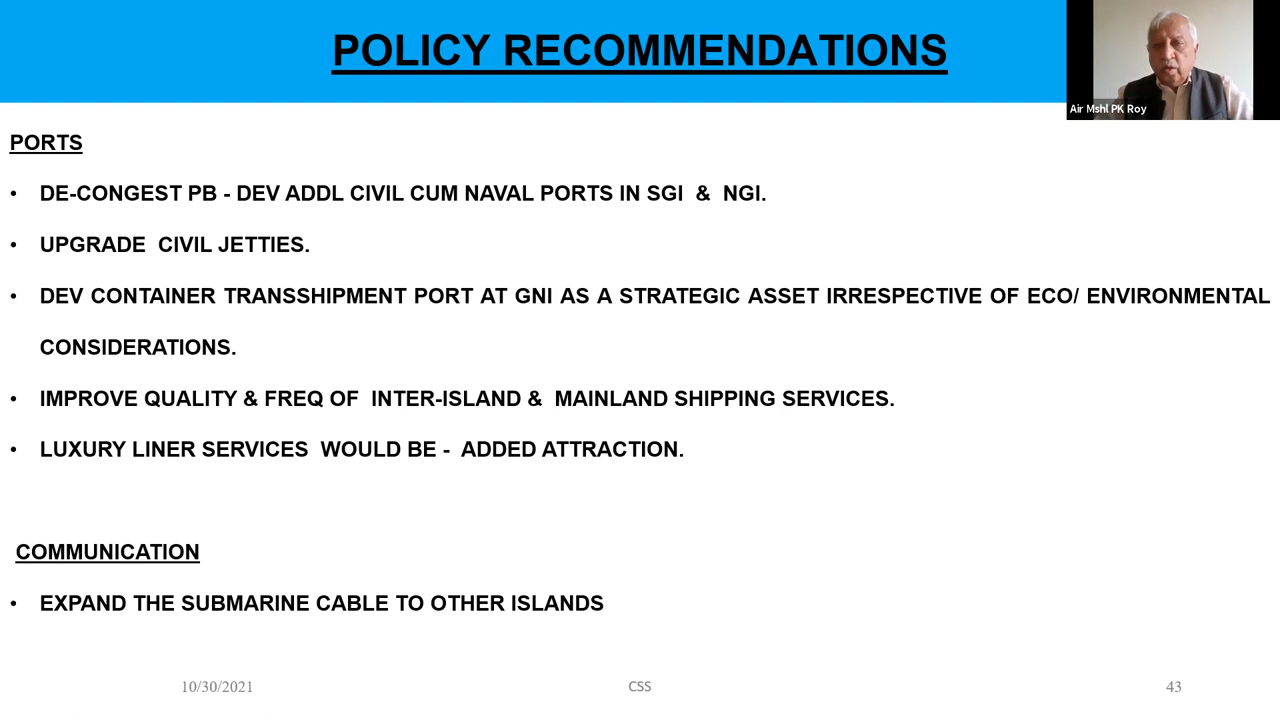 POLICY RECOMMENDATIONS
Air Mshl PK Roy
PORTS
• DE-CONGEST PB - DEV ADDL CIVIL CUM NAVAL PORTS IN SGI & NGI.
• UPGRADE CIVIL JETTIES.
• DEV CONTAINER TRANSSHIPMENT PORT AT GNI AS A STRATEGIC ASSET IRRESPECTIVE OF ECO/ ENVIRONMENTAL
CONSIDERATIONS.
• IMPROVE QUALITY & FREQ OF INTER-ISLAND & MAINLAND SHIPPING SERVICES.
• LUXURY LINER SERVICES WOULD BE - ADDED ATTRACTION.
COMMUNICATION
• EXPAND THE SUBMARINE CABLE TO OTHER ISLANDS
10/30/2021 CSS 43